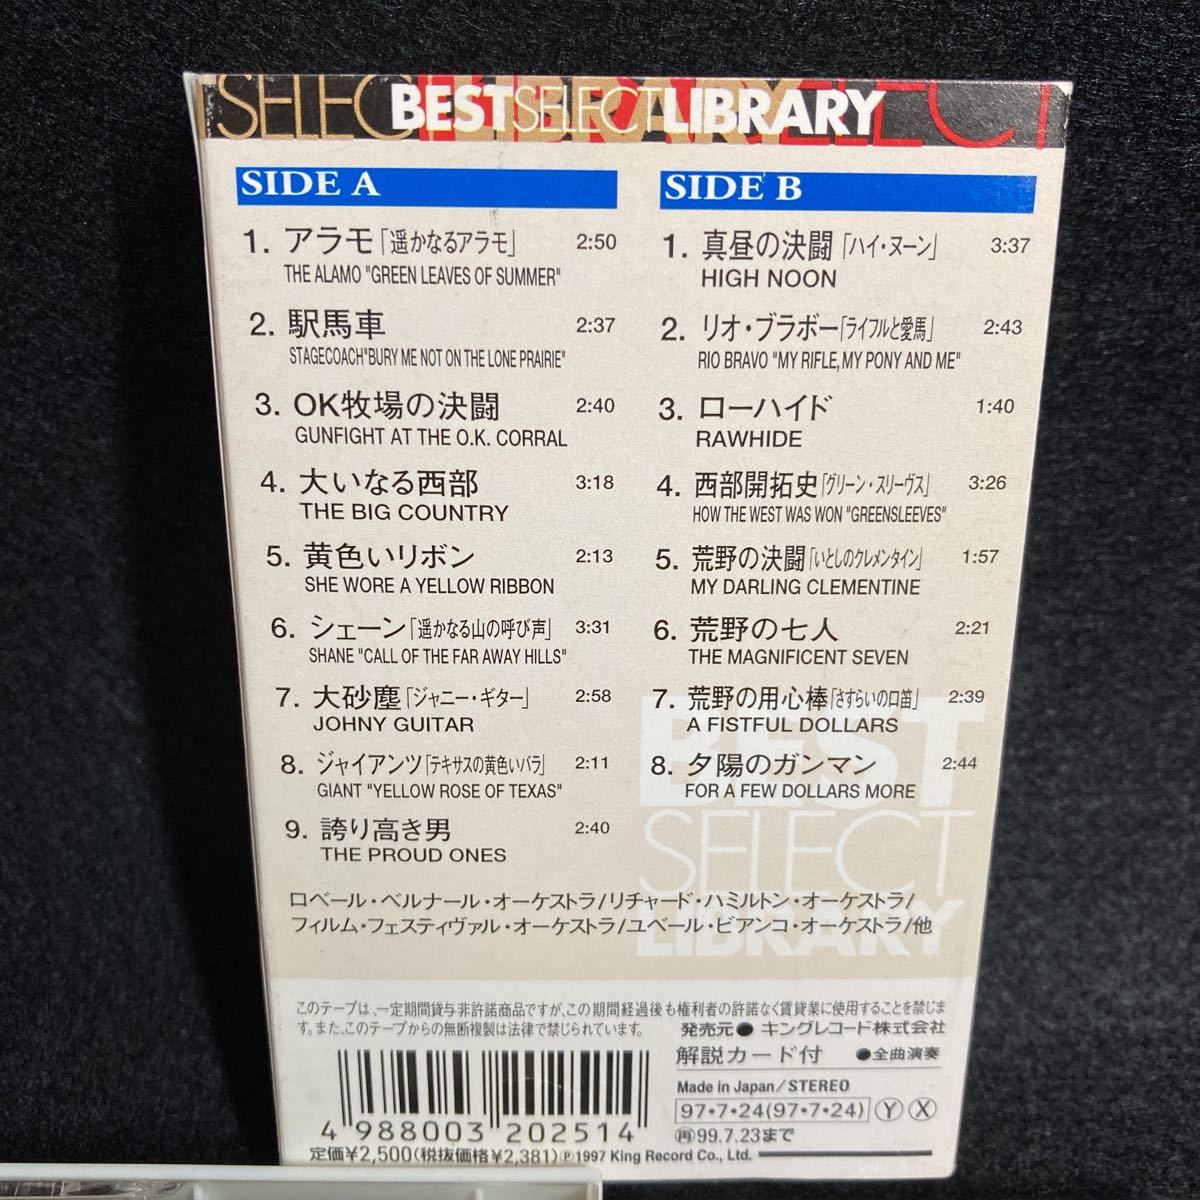 SELEC LIBRARY SELECT
BEST SELECT LIBRARY
SIDE A
1. アラモ「遥かなるアラモ」 2:50
THE ALAMO "GREEN LEAVES OF SUMMER"
2. 駅馬車 2:37
STAGECOACH"BURY ME NOT ON THE LONE PRAIRIE"
3. OK牧場の決闘 2:40
GUNFIGHT AT THE O.K. CORRAL
4. 大いなる西部 3:18
THE BIG COUNTRY
5. 黄色いリボン 2:13
SHE WORE A YELLOW RIBBON
6. シェーン「遥かなる山の呼び声」 3:31
SHANE "CALL OF THE FAR AWAY HILLS"
7. 大砂塵「ジャニー・ギター」 2:58
JOHNY GUITAR
8. ジャイアンツ「テキサスの黄色いバラ」 2:11
GIANT "YELLOW ROSE OF TEXAS"
9. 誇り高き男 2:40
THE PROUD ONES
SIDE B
1. 真昼の決闘「ハイ・ヌーン」 3:37
HIGH NOON
2. リオ・ブラボー「ライフルと愛馬」 2:43
RIO BRAVO "MY RIFLE, MY PONY AND ME"
3. ローハイド 1:40
RAWHIDE
4. 西部開拓史「グリーン・スリーヴス」 3:26
HOW THE WEST WAS WON "GREENSLEEVES"
5. 荒野の決闘「いとしのクレメンタイン」 1:57
MY DARLING CLEMENTINE
6. 荒野の七人 2:21
THE MAGNIFICENT SEVEN
7. 荒野の用心棒「さすらいの口笛」 2:39
A FISTFUL DOLLARS
8. 夕陽のガンマン 2:44
FOR A FEW DOLLARS MORE
BEST
SELECT
LIBRARY
ロベール・ベルナール・オーケストラ/リチャード・ハミルトン・オーケストラ/
フィルム・フェスティヴァル・オーケストラ/ユベール・ビアンコ・オーケストラ/他
このテープは、一定期間貸与非許諾商品ですが、この期間経過後も権利者の許諾なく賃貸業に使用することを禁じま
す。また、このテープからの無断複製は法律で禁じられています。
発売元●キングレコード株式会社
解説カード付 ●全曲演奏
Made in Japan/STEREO
97・7・24(97・7・24) Ⓨ Ⓧ
㊞99.7.23まで
4 988003 202514
定価¥2,500(税抜価格¥2,381)Ⓟ1997 King Record Co., Ltd.